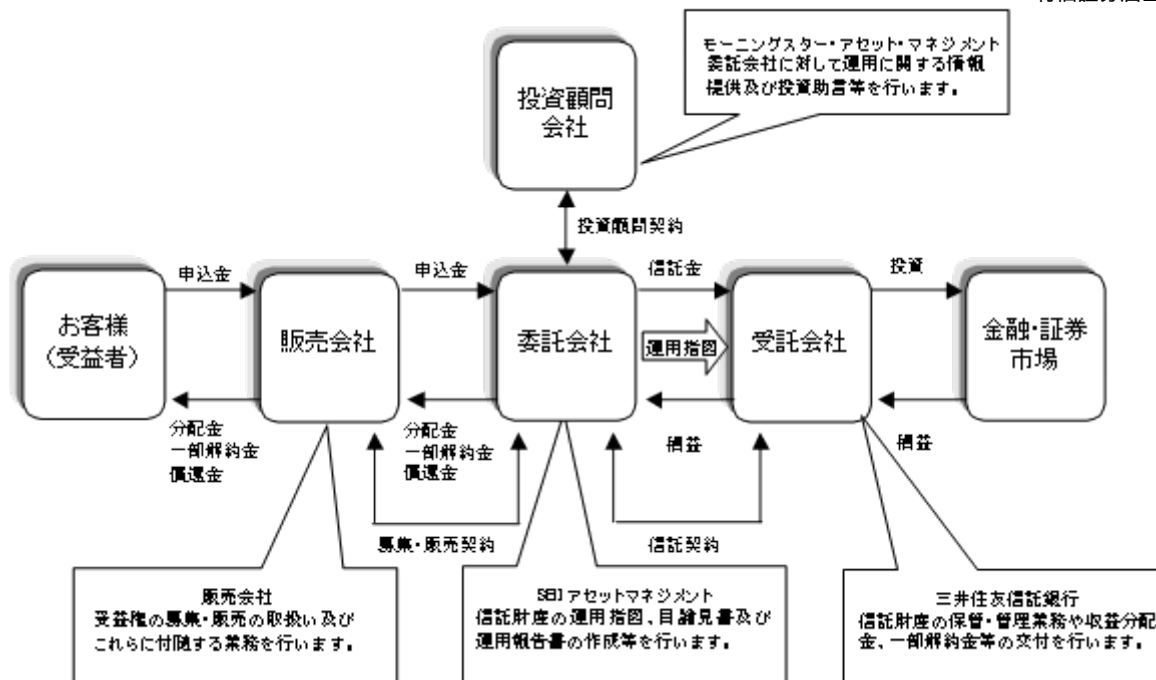 モーニングスター・アセット・マネジメント
委託会社に対して運用に関する情報
提供及び投資助言等を行います。
投資顧問
会社
投資顧問契約
申込金
申込金
信託金
投資
お客様
（受益者）
販売会社
委託会社
運用指図
受託会社
金融・証券
市場
分配金
一部解約金
償還金
分配金
一部解約金
償還金
損益
損益
募集・販売契約
信託契約
販売会社
受益権の募集・販売の取扱い及び
これらに付随する業務を行います。
SBIアセットマネジメント
信託財産の運用指図、目論見書及び
運用報告書の作成等を行います。
三井住友信託銀行
信託財産の保管・管理業務や収益分配
金、一部解約金等の交付を行います。